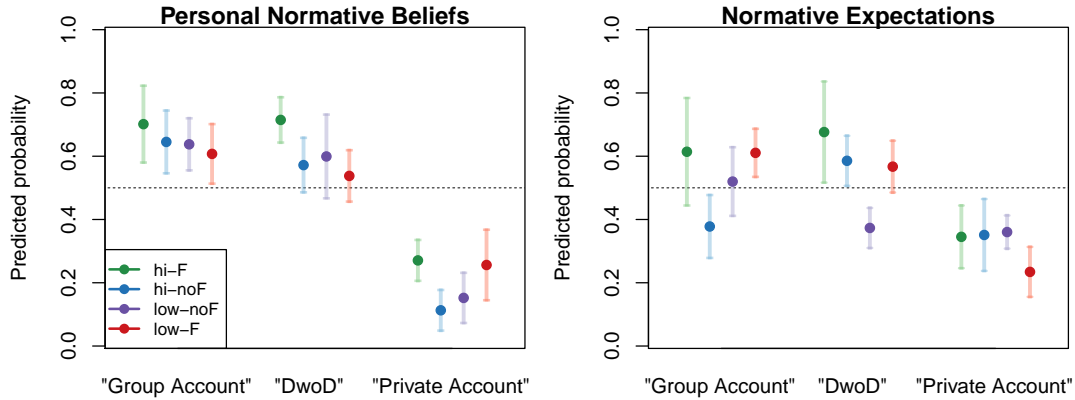 Personal Normative Beliefs
Predicted probability
1.0
0.8
0.6
0.4
0.2
0.0
hi−F
hi−noF
low−noF
low−F
"Group Account" "DwoD" "Private Account"
Normative Expectations
Predicted probability
1.0
0.8
0.6
0.4
0.2
0.0
"Group Account" "DwoD" "Private Account"